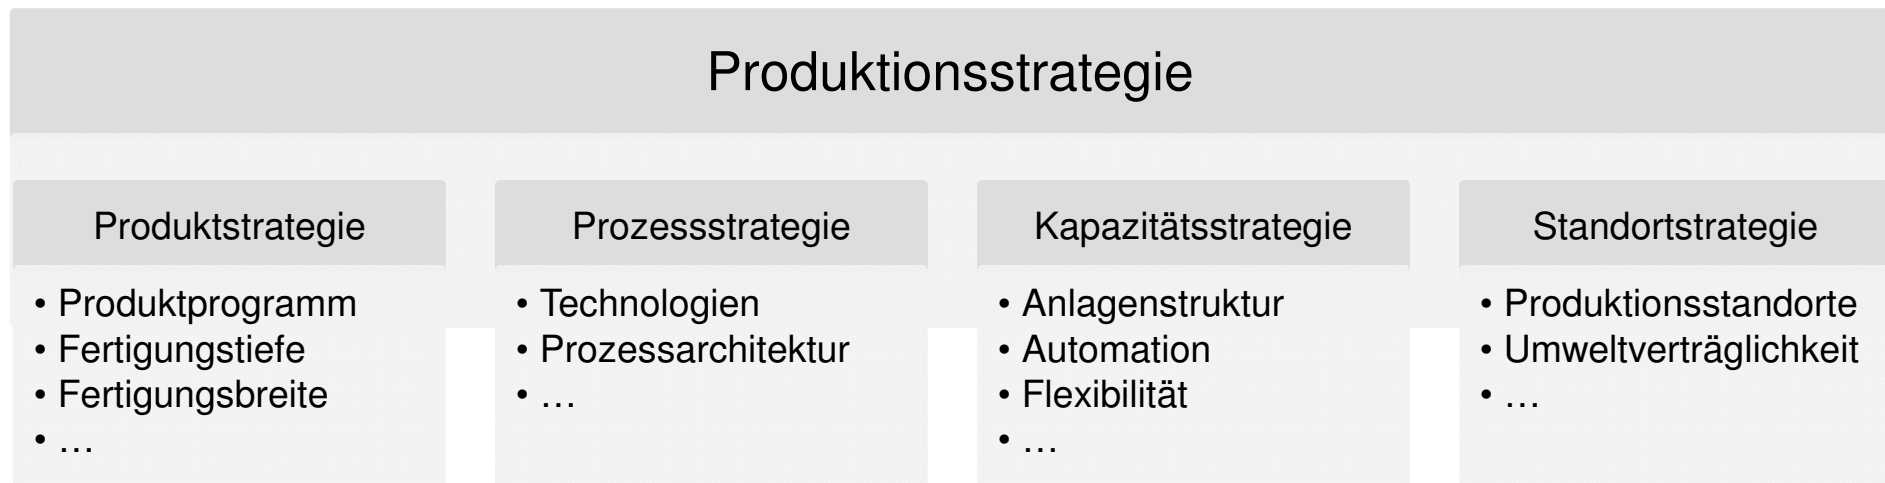 Produktionsstrategie
Produktstrategie
• Produktprogramm
• Fertigungstiefe
• Fertigungsbreite
• …
Prozessstrategie
• Technologien
• Prozessarchitektur
• …
Kapazitätsstrategie
• Anlagenstruktur
• Automation
• Flexibilität
• …
Standortstrategie
• Produktionsstandorte
• Umweltverträglichkeit
• …